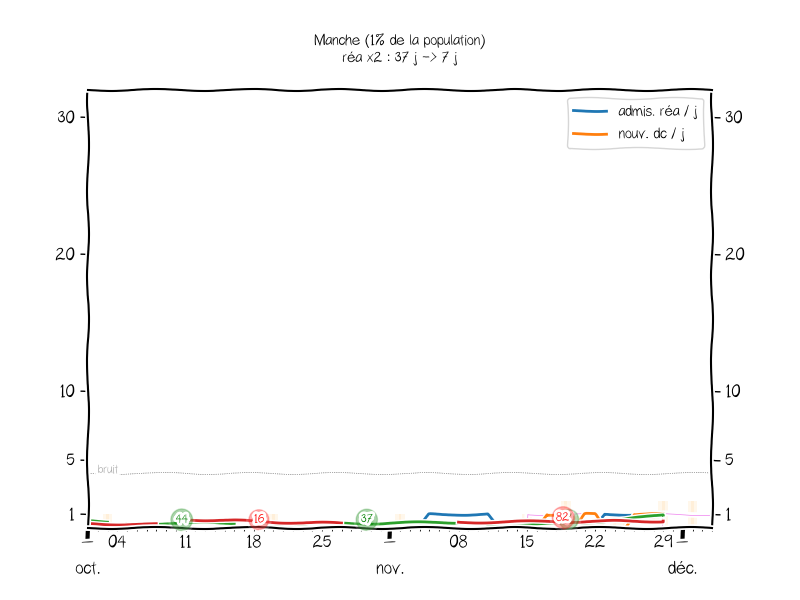 Manche (1% de la population)
réa x2 : 37 j -> 7 j
admis. réa / j
nouv. dc / j
30 30
20 20
10 10
5 5
bruit
1 1
44 16 37 82
04 11 18 25 08 15 22 29
oct. nov. déc.